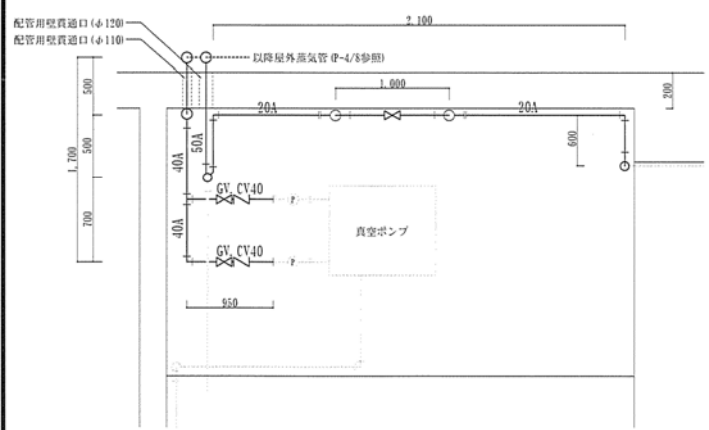 配管用壁貫通口(φ120)
配管用壁貫通口(φ110)
以降屋外蒸気管(P-4/8参照)
2,100
500
200
1,000
20A
20A
1,700
500
40A
50A
600
GV, CV40
P
700
40A
真空ポンプ
GV, CV40
P
950